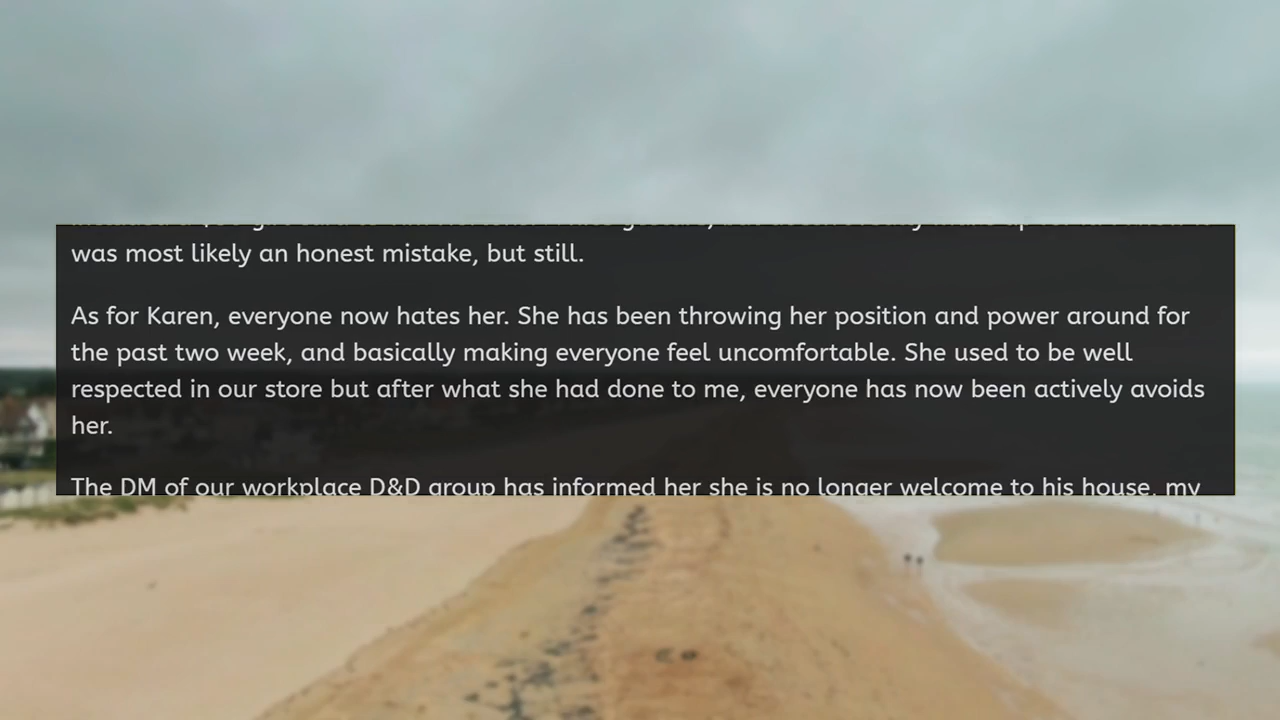 was most likely an honest mistake, but still.
As for Karen, everyone now hates her. She has been throwing her position and power around for
the past two week, and basically making everyone feel uncomfortable. She used to be well
respected in our store but after what she had done to me, everyone has now been actively avoids
her.
The DM of our workplace D&D group has informed her she is no longer welcome to his house, my